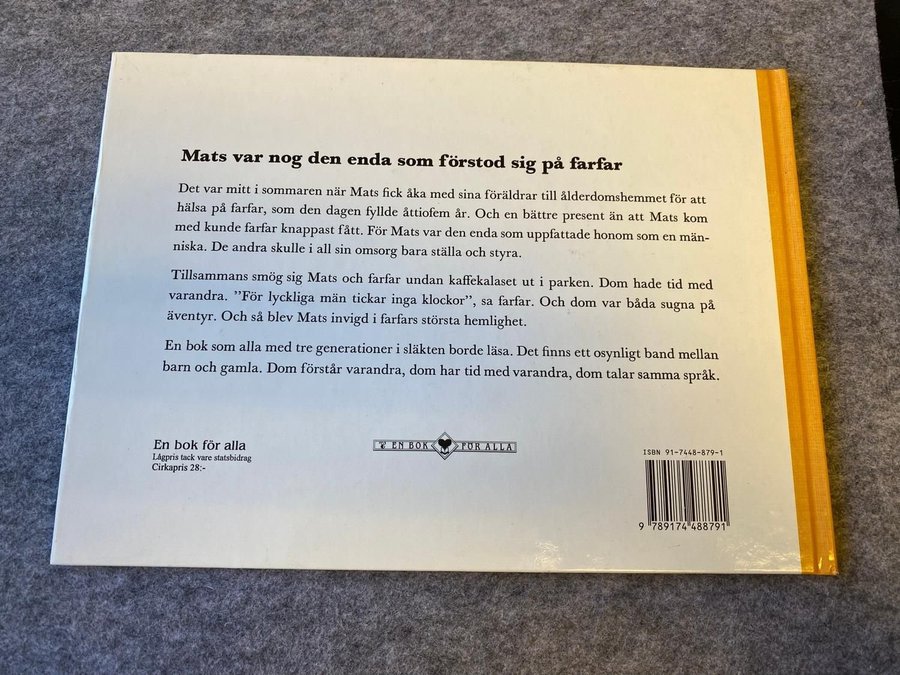 Mats var nog den enda som förstod sig på farfar
Det var mitt i sommaren när Mats fick åka med sina föräldrar till ålderdomshemmet för att
hälsa på farfar, som den dagen fyllde åttiofem år. Och en bättre present än att Mats kom
med kunde farfar knappast fått. För Mats var den enda som uppfattade honom som en män-
niska. De andra skulle i all sin omsorg bara ställa och styra.
Tillsammans smög sig Mats och farfar undan kaffekalaset ut i parken. Dom hade tid med
varandra. ”För lyckliga män tickar inga klockor”, sa farfar. Och dom var båda sugna på
äventyr. Och så blev Mats invigd i farfars största hemlighet.
En bok som alla med tre generationer i släkten borde läsa. Det finns ett osynligt band mellan
barn och gamla. Dom förstår varandra, dom har tid med varandra, dom talar samma språk.
En bok för alla
Lågpris tack vare statsbidrag
Cirkapris 28:-
EN BOK FÖR ALLA
ISBN 91-7448-879-1
9 789174 488791